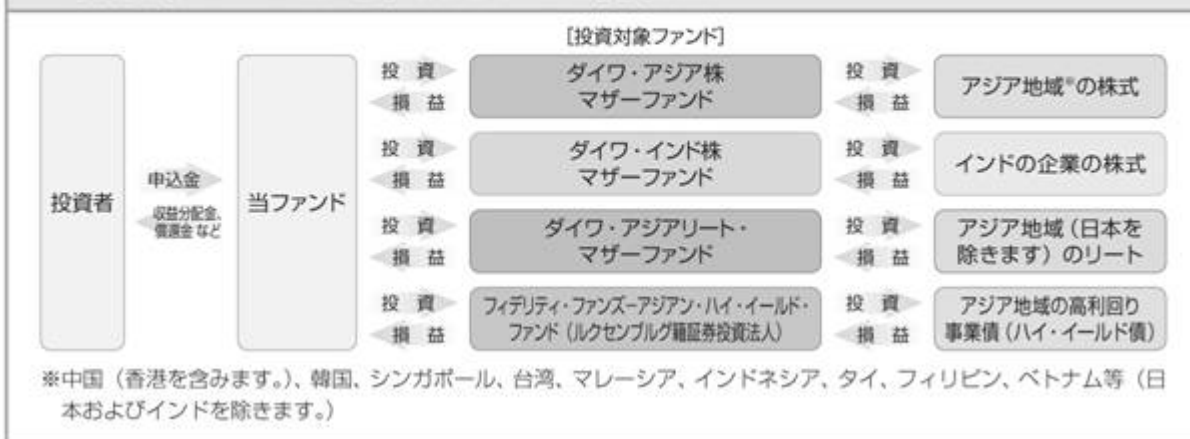 [投資対象ファンド]
投資者
申込金
収益分配金、
償還金 など
当ファンド
投 資
損 益
ダイワ・アジア株
マザーファンド
投 資
損 益
アジア地域※の株式
投 資
損 益
ダイワ・インド株
マザーファンド
投 資
損 益
インドの企業の株式
投 資
損 益
ダイワ・アジアリート・
マザーファンド
投 資
損 益
アジア地域（日本を
除きます）のリート
投 資
損 益
フィデリティ・ファンズ−アジアン・ハイ・イールド・
ファンド（ルクセンブルグ籍証券投資法人）
投 資
損 益
アジア地域の高利回り
事業債（ハイ・イールド債）
※中国（香港を含みます。）、韓国、シンガポール、台湾、マレーシア、インドネシア、タイ、フィリピン、ベトナム等（日
本およびインドを除きます。）